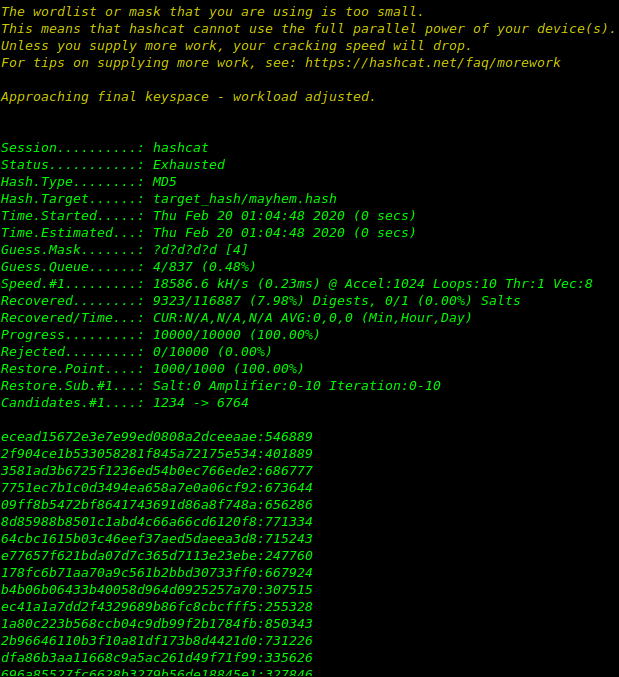 The wordlist or mask that you are using is too small.
This means that hashcat cannot use the full parallel power of your device(s).
Unless you supply more work, your cracking speed will drop.
For tips on supplying more work, see: https://hashcat.net/faq/morework
Approaching final keyspace - workload adjusted.
Session..........: hashcat
Status...........: Exhausted
Hash.Type........: MD5
Hash.Target......: target_hash/mayhem.hash
Time.Started.....: Thu Feb 20 01:04:48 2020 (0 secs)
Time.Estimated...: Thu Feb 20 01:04:48 2020 (0 secs)
Guess.Mask.......: ?d?d?d?d [4]
Guess.Queue......: 4/837 (0.48%)
Speed.#1.........: 18586.6 kH/s (0.23ms) @ Accel:1024 Loops:10 Thr:1 Vec:8
Recovered........: 9323/116887 (7.98%) Digests, 0/1 (0.00%) Salts
Recovered/Time...: CUR:N/A,N/A,N/A AVG:0,0,0 (Min,Hour,Day)
Progress.........: 10000/10000 (100.00%)
Rejected.........: 0/10000 (0.00%)
Restore.Point....: 1000/1000 (100.00%)
Restore.Sub.#1...: Salt:0 Amplifier:0-10 Iteration:0-10
Candidates.#1....: 1234 -> 6764
ecead15672e3e7e99ed0808a2dceeaae:546889
2f904ce1b533058281f845a72175e534:401889
3581ad3b6725f1236ed54b0ec766ede2:686777
7751ec7b1c0d3494ea658a7e0a06cf92:673644
09ff8b5472bf8641743691d86a8f748a:656286
8d85988b8501c1abd4c66a66cd6120f8:771334
64cbc1615b03c46eef37aed5daeea3d8:715243
e77657f621bda07d7c365d7113e23ebe:247760
178fc6b71aa70a9c561b2bbd30733ff0:667924
b4b06b06433b40058d964d0925257a70:307515
ec41a1a7dd2f4329689b86fc8cbcfff5:255328
1a80c223b568ccb04c9db99f2b1784fb:850343
2b96646110b3f10a81df173b8d4421d0:731226
dfa86b3aa11668c9a5ac261d49f71f99:335626
696a85527fc6628b3279b56de18845e1:327846